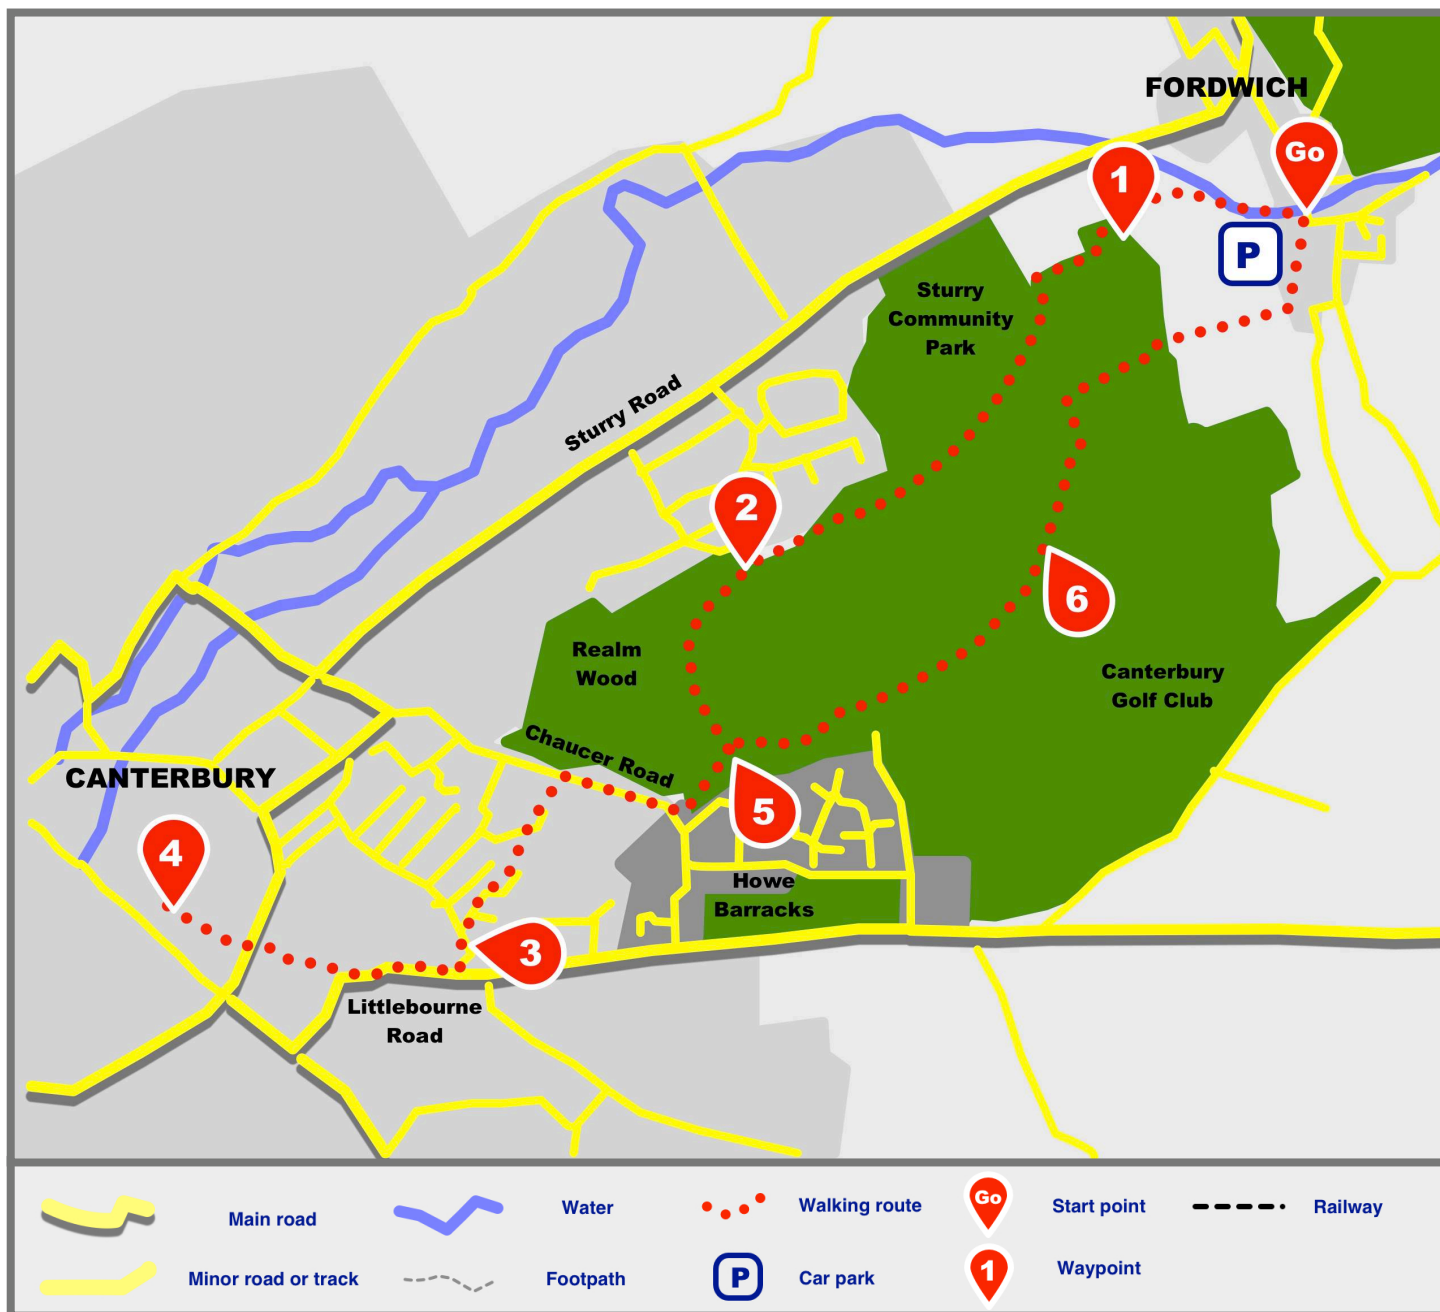 FORDWICH
Go
1
P
Sturry
Community
Park
Sturry Road
2
6
Realm
Wood
Canterbury
Golf Club
Chaucer Road
CANTERBURY
5
4
Howe
Barracks
3
Littlebourne
Road
Main road
Water
Walking route
Go
Start point
Railway
Minor road or track
Footpath
P
Car park
1
Waypoint